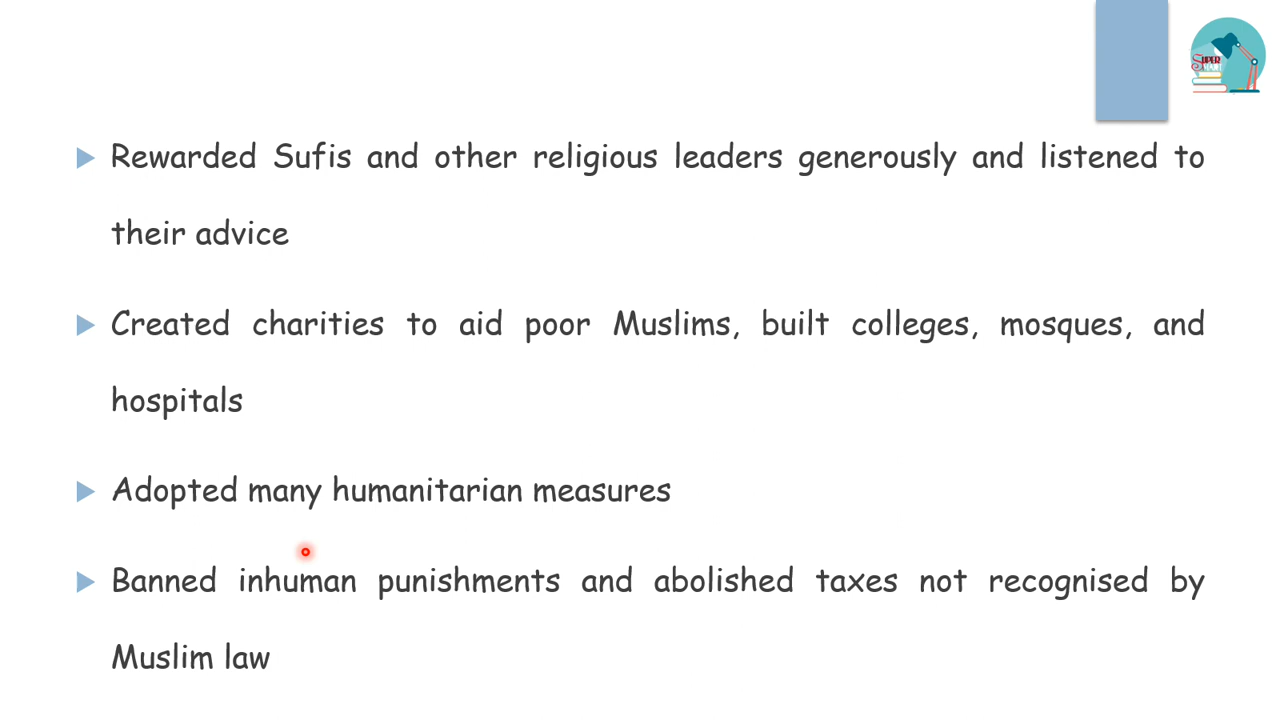 Rewarded Sufis and other religious leaders generously and listened to
their advice
Created charities to aid poor Muslims, built colleges, mosques, and
hospitals
Adopted many humanitarian measures
Banned inhuman punishments and abolished taxes not recognised by
Muslim law